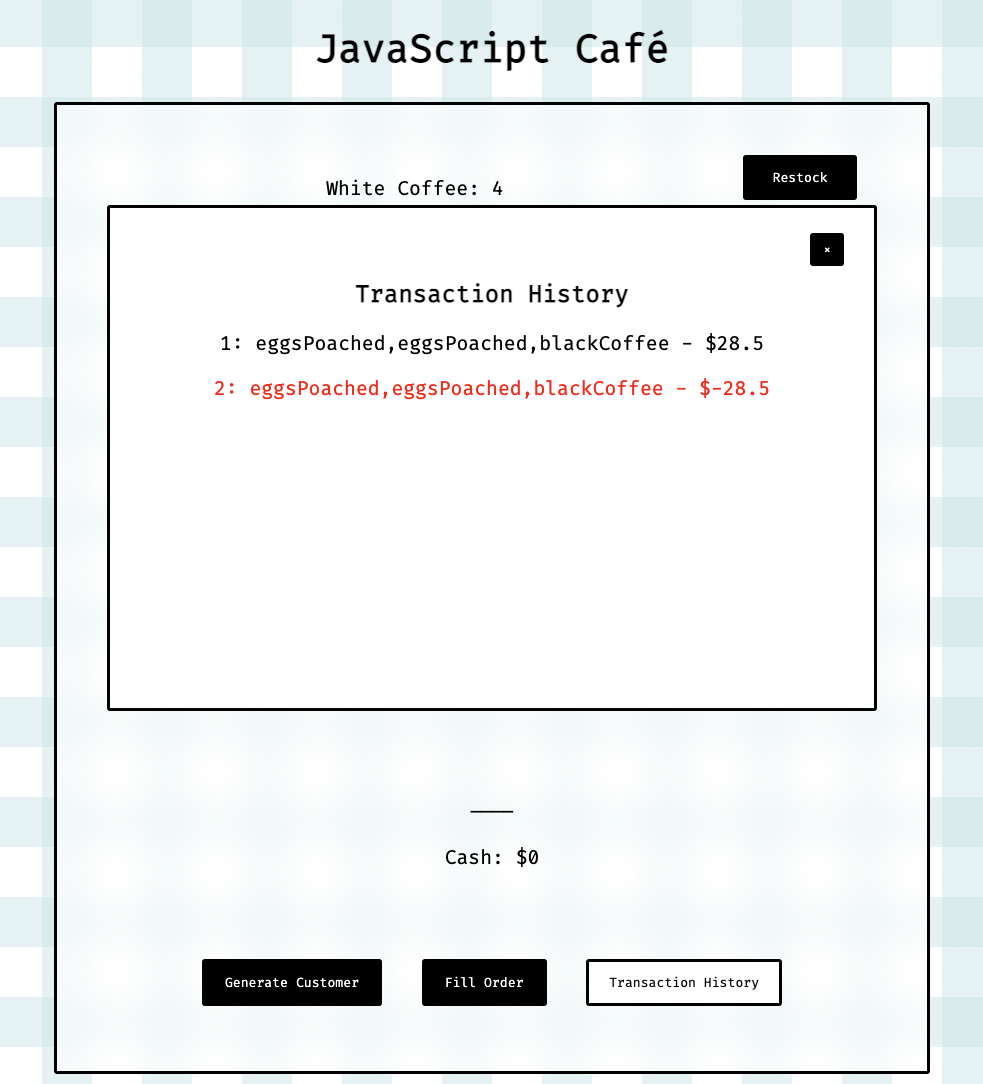 JavaScript Café
White Coffee: 4
Restock
×
Transaction History
1: eggsPoached,eggsPoached,blackCoffee - $28.5
2: eggsPoached,eggsPoached,blackCoffee - $-28.5
____
Cash: $0
Generate Customer
Fill Order
Transaction History